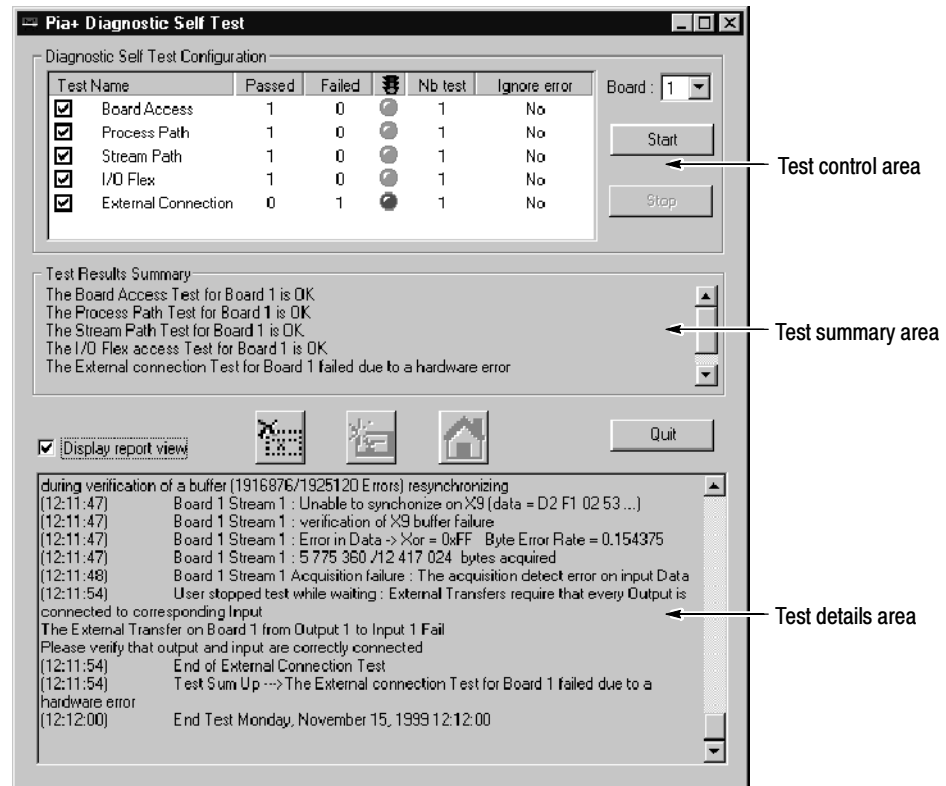 Pia+ Diagnostic Self Test
Diagnostic Self Test Configuration
Test Name Passed Failed Nb test Ignore error
Board : 1
Board Access 1 0 1 No
Process Path 1 0 1 No
Start
Stream Path 1 0 1 No
Test control area
I/O Flex 1 0 1 No
External Connection 0 1 1 No
Stop
Test Results Summary
The Board Access Test for Board 1 is OK
The Process Path Test for Board 1 is OK
The Stream Path Test for Board 1 is OK
Test summary area
The I/O Flex access Test for Board 1 is OK
The External connection Test for Board 1 failed due to a hardware error
Display report view
Quit
during verification of a buffer (1916876/1925120 Errors) resynchronizing
(12:11:47) Board 1 Stream 1 : Unable to synchonize on X9 (data = D2 F1 02 53 ...)
(12:11:47) Board 1 Stream 1 : verification of X9 buffer failure
(12:11:47) Board 1 Stream 1 : Error in Data -> Xor = 0xFF Byte Error Rate = 0.154375
(12:11:47) Board 1 Stream 1 : 5 775 360 /12 417 024 bytes acquired
(12:11:48) Board 1 Stream 1 Acquisition failure : The acquisition detect error on input Data
(12:11:54) User stopped test while waiting : External Transfers require that every Output is
connected to corresponding Input
Test details area
The External Transfer on Board 1 from Output 1 to Input 1 Fail
Please verify that output and input are correctly connected
(12:11:54) End of External Connection Test
(12:11:54) Test Sum Up ---> The External connection Test for Board 1 failed due to a
hardware error
(12:12:00) End Test Monday, November 15, 1999 12:12:00